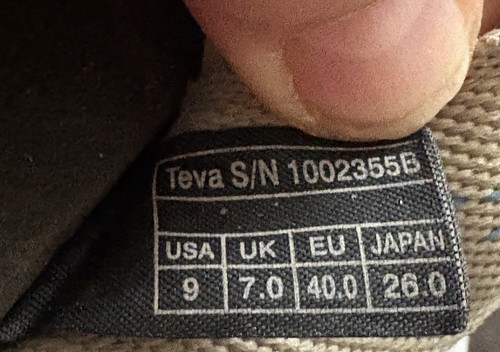 Teva S/N 1002355B
USA UK EU JAPAN
9 7.0 40.0 26.0